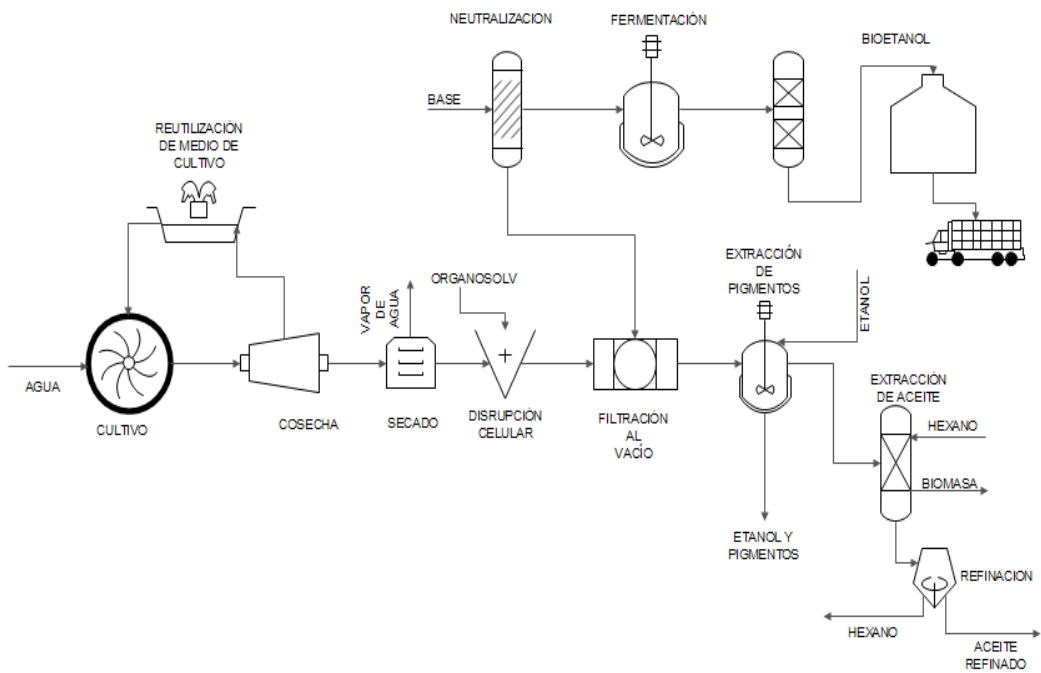 NEUTRALIZACION
FERMENTACIÓN
BIOETANOL
BASE
REUTILIZACIÓN
DE MEDIO DE
CULTIVO
EXTRACCIÓN
DE
PIGMENTOS
ORGANOSOLV
VAPOR
DE
AGUA
ETANOL
AGUA
CULTIVO
COSECHA
SECADO
DISRUPCIÓN
CELULAR
FILTRACIÓN
AL
VACÍO
EXTRACCIÓN
DE ACEITE
HEXANO
BIOMASA
ETANOL Y
PIGMENTOS
REFINACION
HEXANO
ACEITE
REFINADO